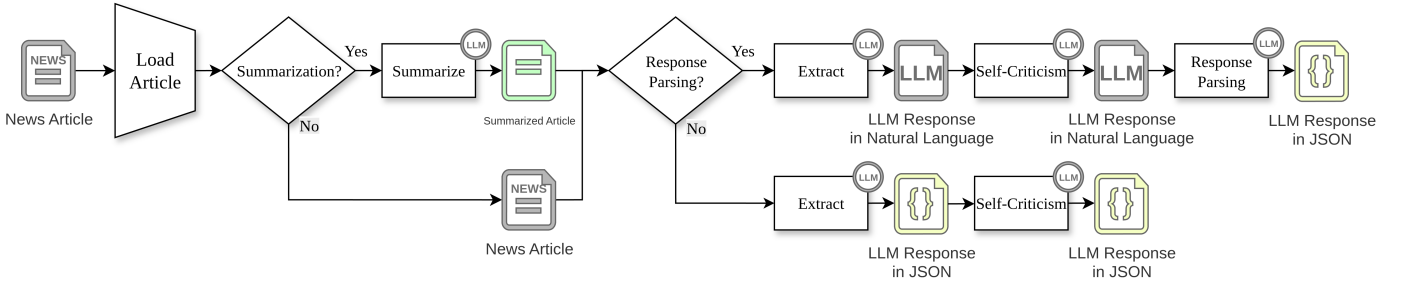 NEWS
News Article
Load
Article
Summarization?
Yes
No
Summarize
LLM
Summarized Article
NEWS
News Article
Response
Parsing?
Yes
No
Extract
LLM
LLM
LLM Response
in Natural Language
Self-Criticism
LLM
LLM
LLM Response
in Natural Language
Response
Parsing
LLM
{}
LLM Response
in JSON
Extract
LLM
{}
LLM Response
in JSON
Self-Criticism
LLM
{}
LLM Response
in JSON